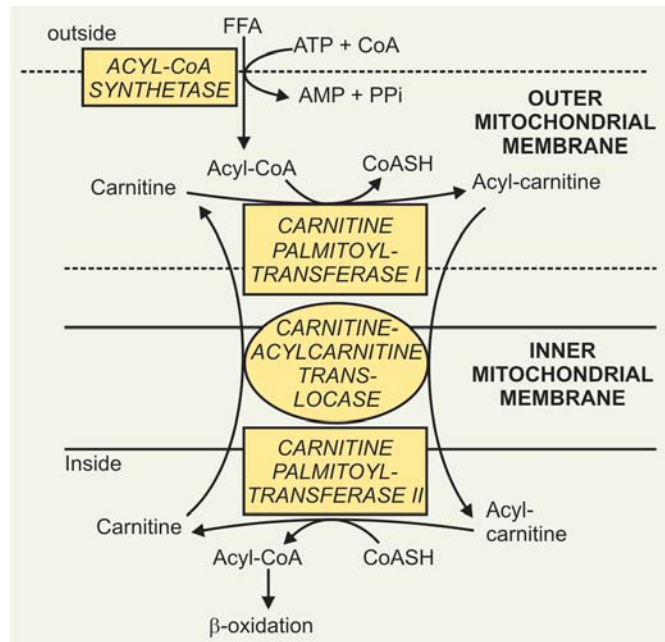 outside
FFA
ATP + CoA
ACYL-CoA
SYNTHETASE
AMP + PPi
OUTER
MITOCHONDRIAL
MEMBRANE
Acyl-CoA
CoASH
Carnitine
Acyl-carnitine
CARNITINE
PALMITOYL-
TRANSFERASE I
CARNITINE-
ACYLCARNITINE
TRANS-
LOCASE
INNER
MITOCHONDRIAL
MEMBRANE
CARNITINE
PALMITOYL-
TRANSFERASE II
Inside
Carnitine
Acyl-
carnitine
Acyl-CoA
CoASH
β-oxidation